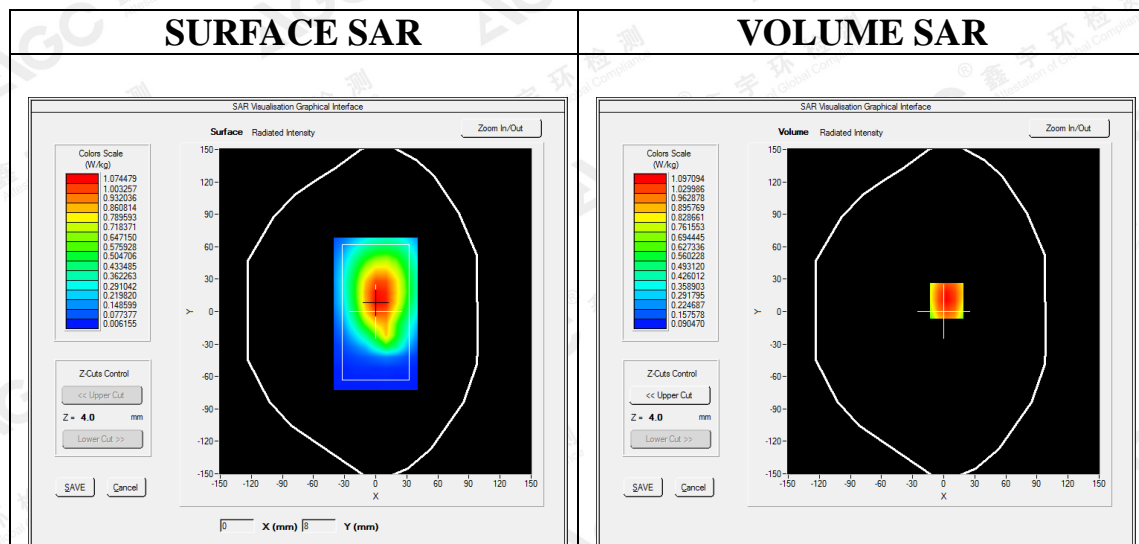 SURFACE SAR
SAR Visualisation Graphical Interface
Surface Radiated Intensity
Zoom In/Out
Colors Scale
(W/kg)
1.074479
1.003257
0.932036
0.860814
0.789593
0.718371
0.647150
0.575928
0.504706
0.433485
0.362263
0.291042
0.219820
0.148599
0.077377
0.006155
Z-Cuts Control
<< Upper Cut
Z = 4.0 mm
Lower Cut >>
SAVE Cancel
150
120
90
60
30
0
-30
-60
-90
-120
-150
Y
-150 -120 -90 -60 -30 0 30 60 90 120 150
X
0 X (mm) 8 Y (mm)
VOLUME SAR
SAR Visualisation Graphical Interface
Volume Radiated Intensity
Zoom In/Out
Colors Scale
(W/kg)
1.097094
1.029986
0.962878
0.895769
0.828661
0.761553
0.694445
0.627336
0.560228
0.493120
0.426012
0.358903
0.291795
0.224687
0.157578
0.090470
Z-Cuts Control
<< Upper Cut
Z = 4.0 mm
Lower Cut >>
SAVE Cancel
150
120
90
60
30
0
-30
-60
-90
-120
-150
Y
-150 -120 -90 -60 -30 0 30 60 90 120 150
X